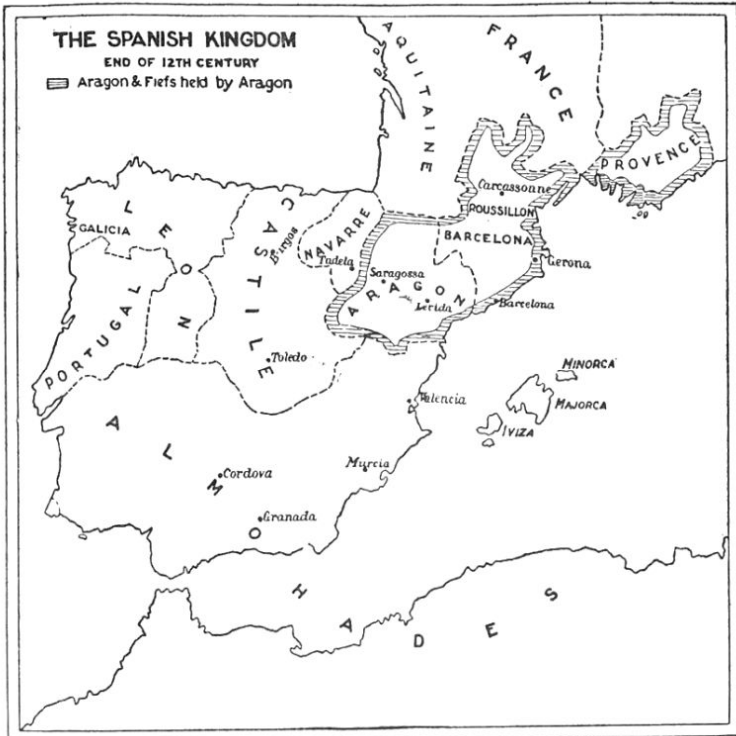 THE SPANISH KINGDOM
END OF 12TH CENTURY
Aragon & Fiefs held by Aragon
AQUITAINE
FRANCE
PROVENCE
Carcassonne
ROUSSILLON
BARCELONA
Gerona
Barcelona
LEON
GALICIA
CASTILE
Burgos
NAVARRE
Tudela
Saragossa
ARAGON
Lerida
PORTUGAL
Toledo
Valencia
MINORCA
MAJORCA
IVIZA
Murcia
Cordova
Granada
ALMOHADES